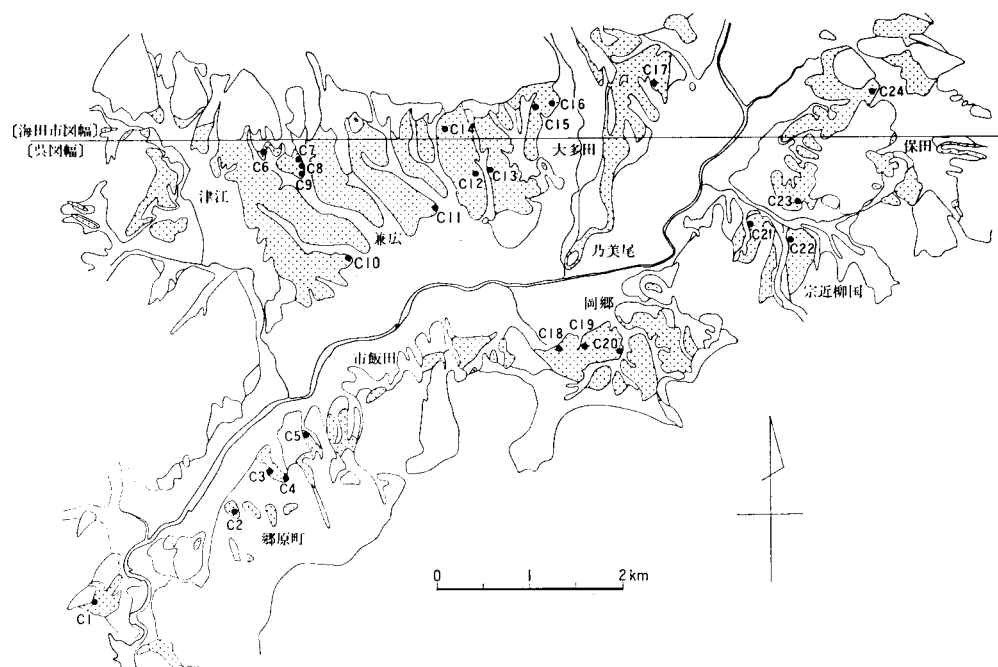 C17
C16
C24
〔海田市図幅〕
C14
C15
〔呉図幅〕
C7
大多田
保田
C6
C8
C9
C12
C13
津江
C23
C11
C21
兼広
C22
乃美尾
C10
宗近柳国
岡郷
C19
C18
C20
市飯田
C5
C3
C4
C2
郷原町
0
1
2 km
C1